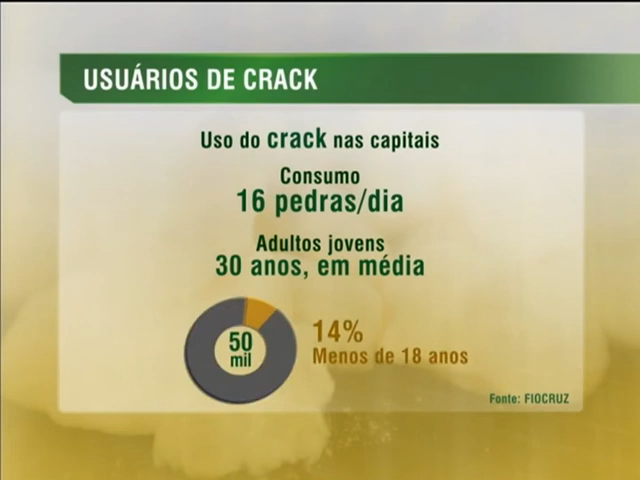 USUÁRIOS DE CRACK
Uso do crack nas capitais
Consumo
16 pedras/dia
Adultos jovens
30 anos, em média
50
mil
14%
Menos de 18 anos
Fonte: FIOCRUZ